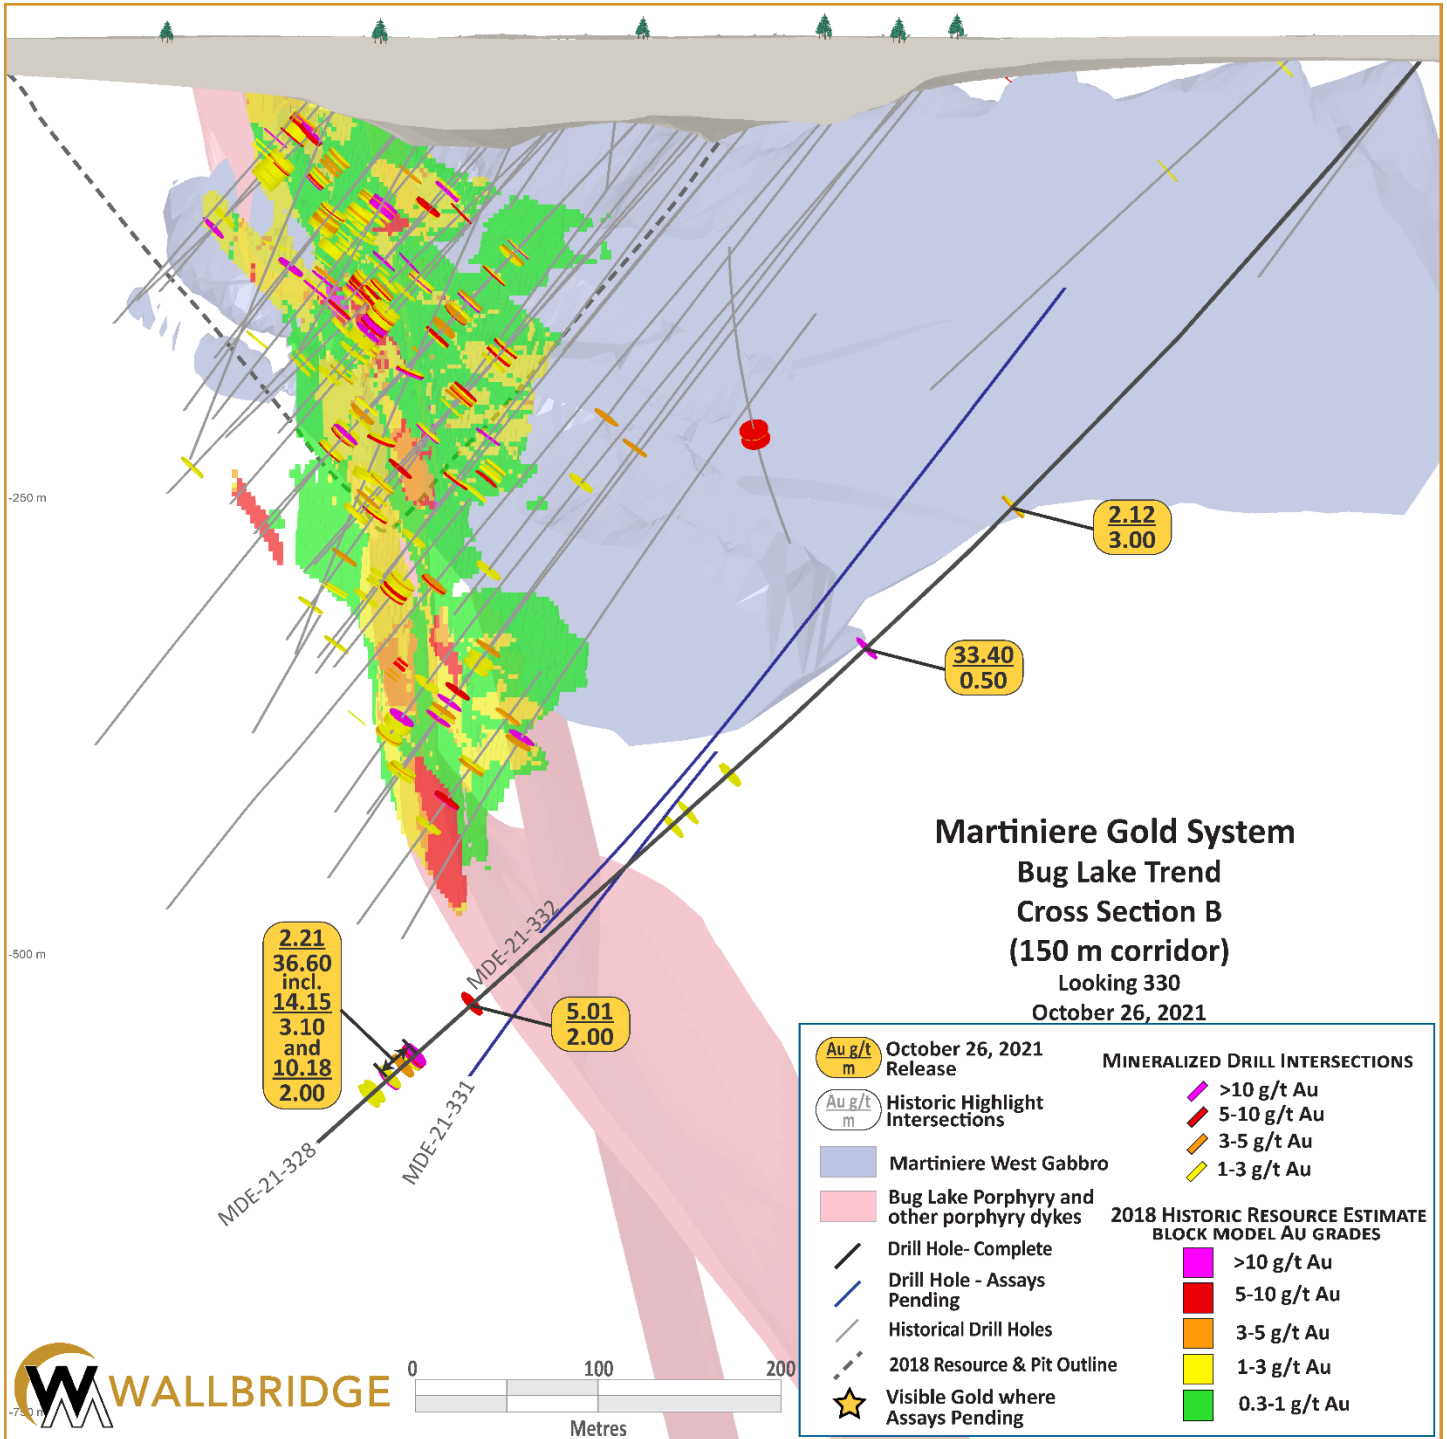 -250 m
2.12
3.00
33.40
0.50
Martiniere Gold System
Bug Lake Trend
Cross Section B
(150 m corridor)
Looking 330
October 26, 2021
-500 m
2.21
36.60
incl.
14.15
3.10
and
10.18
2.00
MDE-21-332
5.01
2.00
MDE-21-331
MDE-21-328
Au g/t
m
October 26, 2021
Release
Au g/t
m
Historic Highlight
Intersections
Martiniere West Gabbro
Bug Lake Porphyry and
other porphyry dykes
Drill Hole- Complete
Drill Hole - Assays
Pending
Historical Drill Holes
2018 Resource & Pit Outline
Visible Gold where
Assays Pending
MINERALIZED DRILL INTERSECTIONS
>10 g/t Au
5-10 g/t Au
3-5 g/t Au
1-3 g/t Au
2018 HISTORIC RESOURCE ESTIMATE
BLOCK MODEL AU GRADES
>10 g/t Au
5-10 g/t Au
3-5 g/t Au
1-3 g/t Au
0.3-1 g/t Au
WALLBRIDGE
0 100 200
Metres
-750 m